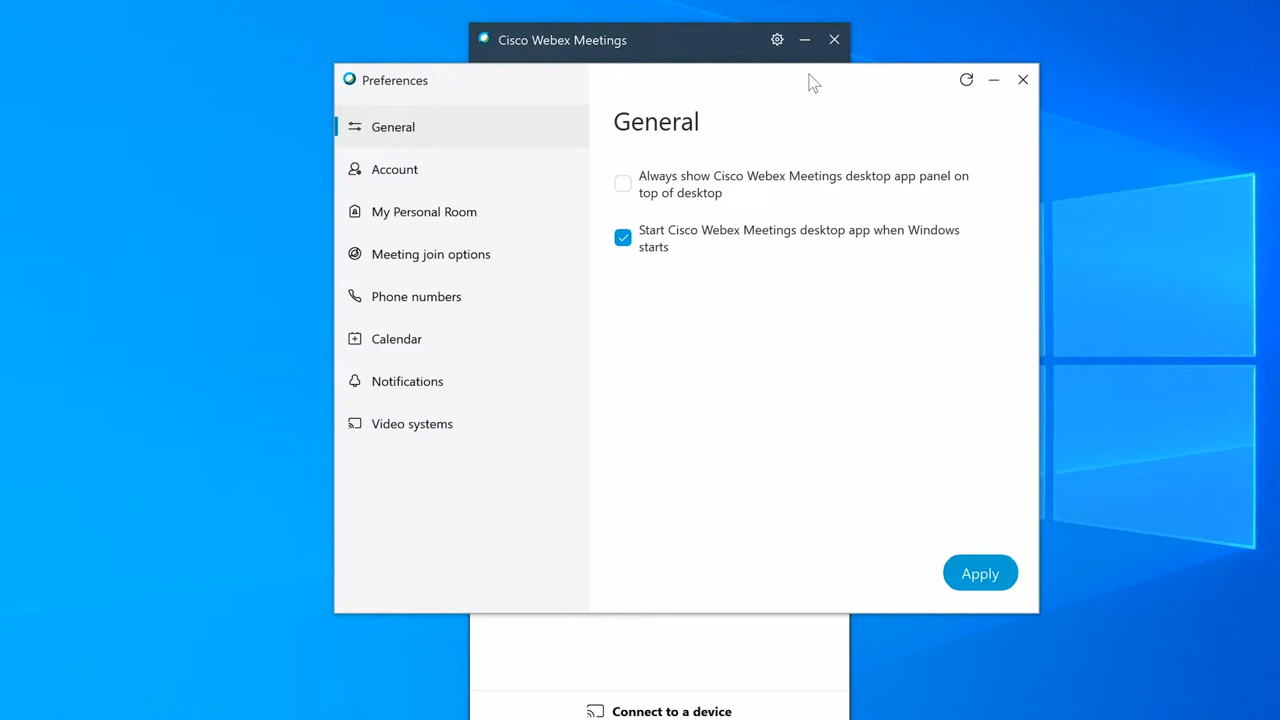 Cisco Webex Meetings
Preferences
General
Account
My Personal Room
Meeting join options
Phone numbers
Calendar
Notifications
Video systems
General
Always show Cisco Webex Meetings desktop app panel on
top of desktop
Start Cisco Webex Meetings desktop app when Windows
starts
Apply
Connect to a device